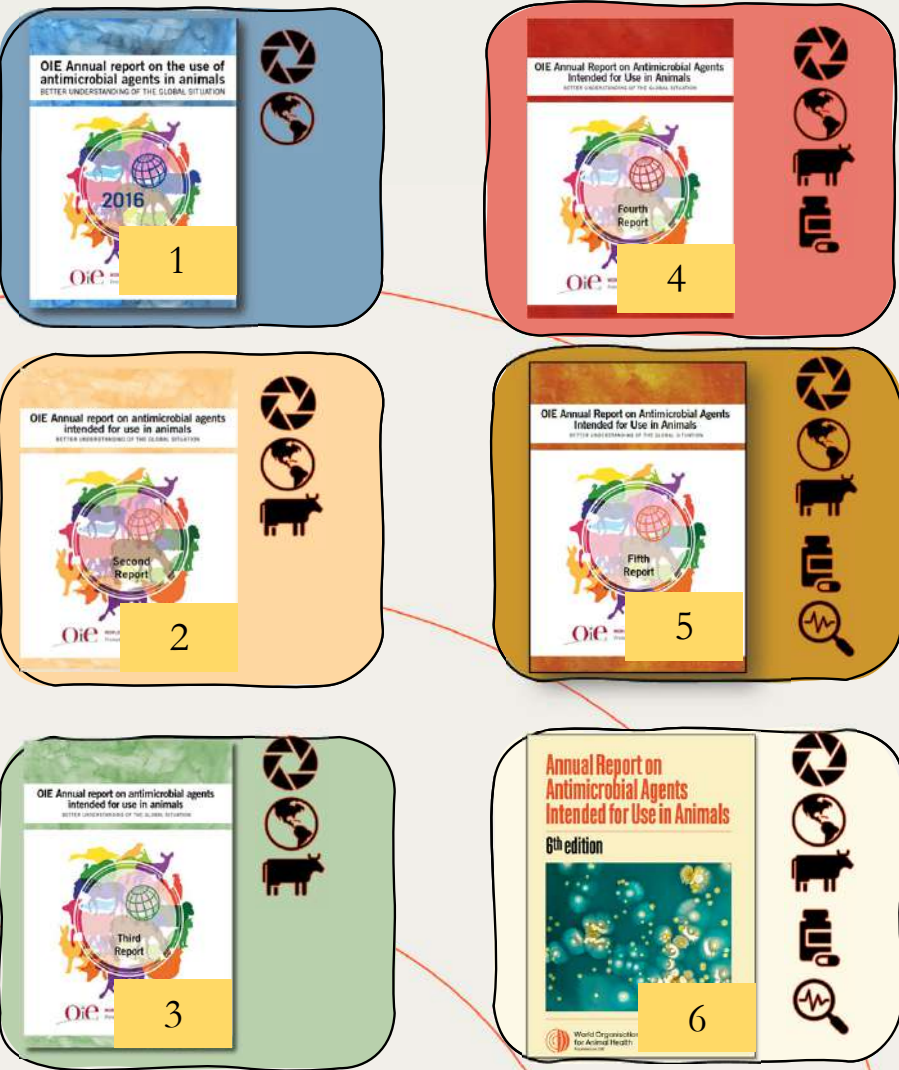 OIE Annual report on the use of
antimicrobial agents in animals
BETTER UNDERSTANDING OF THE GLOBAL SITUATION
2016
OiE
1
OIE Annual report on antimicrobial agents
intended for use in animals
BETTER UNDERSTANDING OF THE GLOBAL SITUATION
Second
Report
OiE
2
OIE Annual report on antimicrobial agents
intended for use in animals
BETTER UNDERSTANDING OF THE GLOBAL SITUATION
Third
Report
OiE
3
OIE Annual Report on Antimicrobial Agents
Intended for Use in Animals
BETTER UNDERSTANDING OF THE GLOBAL SITUATION
Fourth
Report
OiE
4
OIE Annual Report on Antimicrobial Agents
Intended for Use in Animals
BETTER UNDERSTANDING OF THE GLOBAL SITUATION
Fifth
Report
OiE
5
Annual Report on
Antimicrobial Agents
Intended for Use in Animals
6th edition
World Organisation
for Animal Health
6